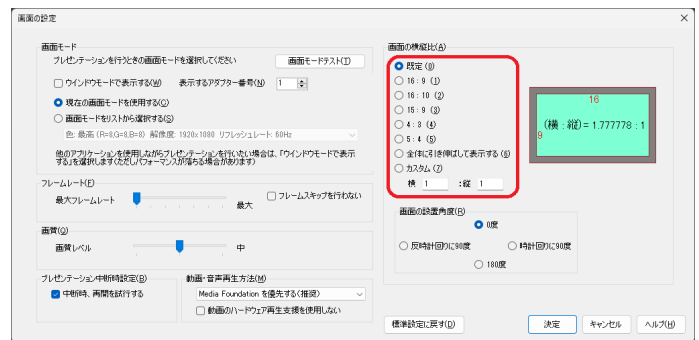 画面の設定
画面モード
プレゼンテーションを行うときの画面モードを選択してください
画面モードテスト(T)
ウインドウモードで表示する(W)
表示するアダプター番号(N)
1
現在の画面モードを使用する(C)
画面モードをリストから選択する(S)
色: 最高 (R=8,G=8,B=8) 解像度: 1920x1080 リフレッシュレート: 60Hz
他のアプリケーションを使用しながらプレゼンテーションを行いたい場合は、「ウインドウモードで表示
する」を選択します(ただしパフォーマンスが落ちる場合があります)
フレームレート(F)
最大フレームレート
最大
フレームスキップを行わない
画質(Q)
画質レベル
中
プレゼンテーション中断時設定(B)
中断時、再開を試行する
動画・音声再生方法(M)
Media Foundation を優先する(推奨)
動画のハードウェア再生支援を使用しない
画面の横縦比(A)
既定 (0)
16 : 9 (1)
16 : 10 (2)
15 : 9 (3)
4 : 3 (4)
5 : 4 (5)
全体に引き伸ばして表示する (6)
カスタム (7)
横 1 :縦 1
16
9
(横 : 縦) = 1.777778 : 1
画面の設置角度(R)
0度
反時計回りに90度
時計回りに90度
180度
標準設定に戻す(D)
決定
キャンセル
ヘルプ(H)